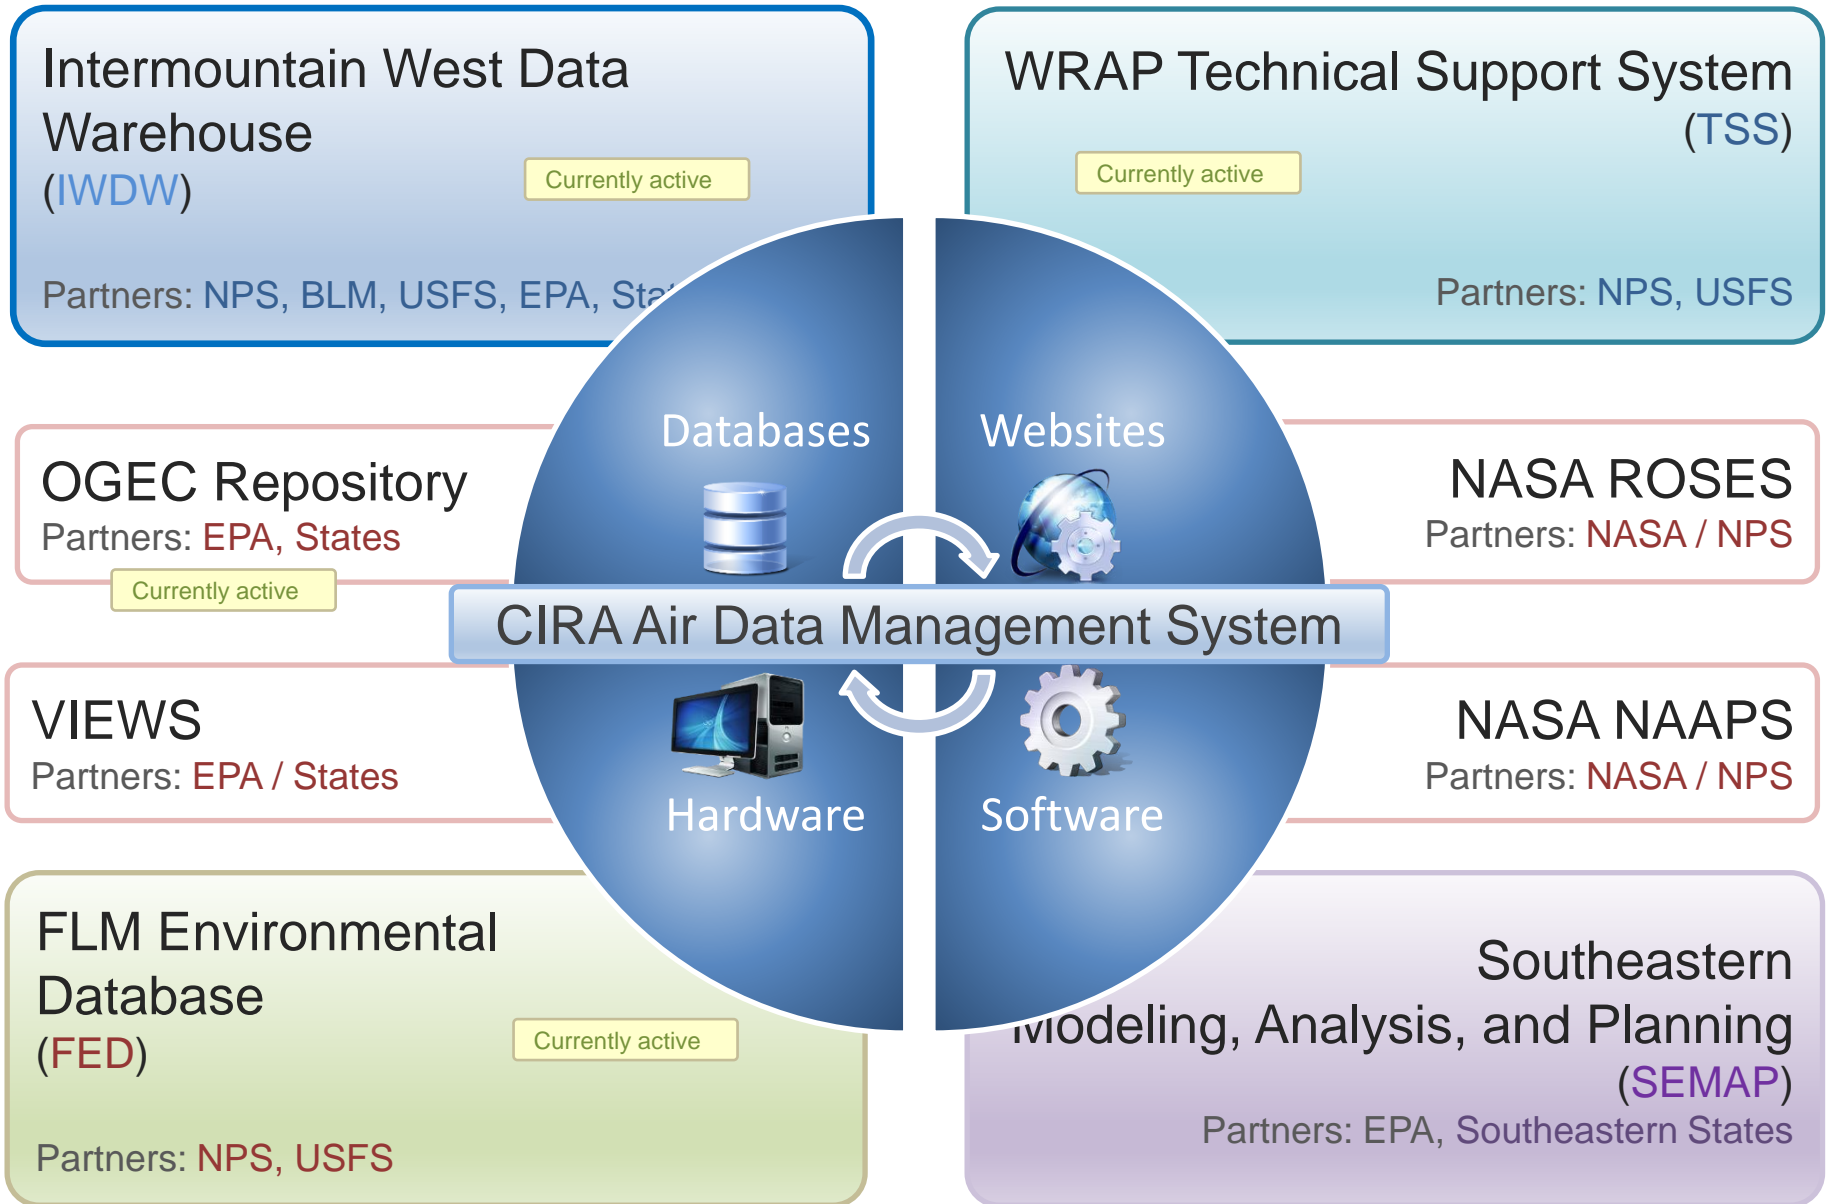 Intermountain West Data
Warehouse
(IWDW)
Currently active
Partners: NPS, BLM, USFS, EPA,
WRAP Technical Support System
(TSS)
Currently active
Partners: NPS, USFS
OGEC Repository
Partners: EPA, States
Currently active
Databases
Websites
NASA ROSES
Partners: NASA / NPS
CIRA Air Data Management System
VIEWS
Partners: EPA / States
Hardware
Software
NASA NAAPS
Partners: NASA / NPS
FLM Environmental
Database
(FED)
Currently active
Partners: NPS, USFS
Southeastern
Modeling, Analysis, and Planning
(SEMAP)
Partners: EPA, Southeastern States